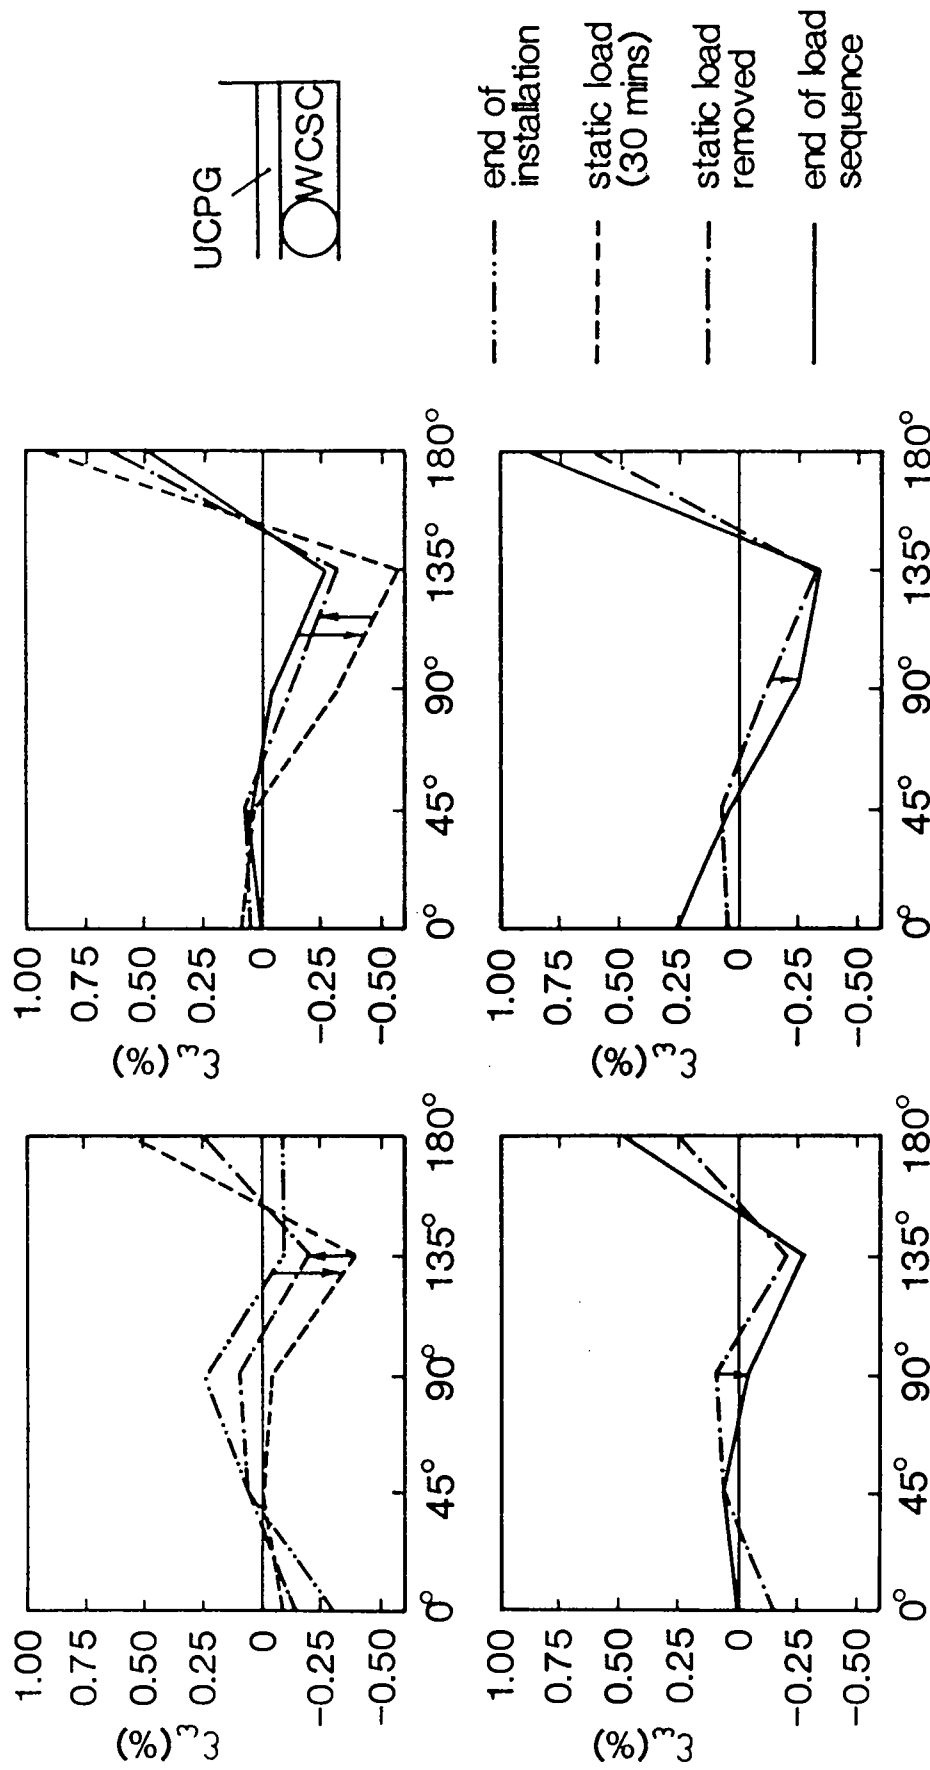 ε₃ (%)
1.00
0.75
0.50
0.25
0
−0.25
−0.50
0° 45° 90° 135° 180°
ε₃ (%)
1.00
0.75
0.50
0.25
0
−0.25
−0.50
0° 45° 90° 135° 180°
UCPG
WCSC
ε₃ (%)
1.00
0.75
0.50
0.25
0
−0.25
−0.50
0° 45° 90° 135° 180°
ε₃ (%)
1.00
0.75
0.50
0.25
0
−0.25
−0.50
0° 45° 90° 135° 180°
end of
installation
static load
(30 mins)
static load
removed
end of load
sequence